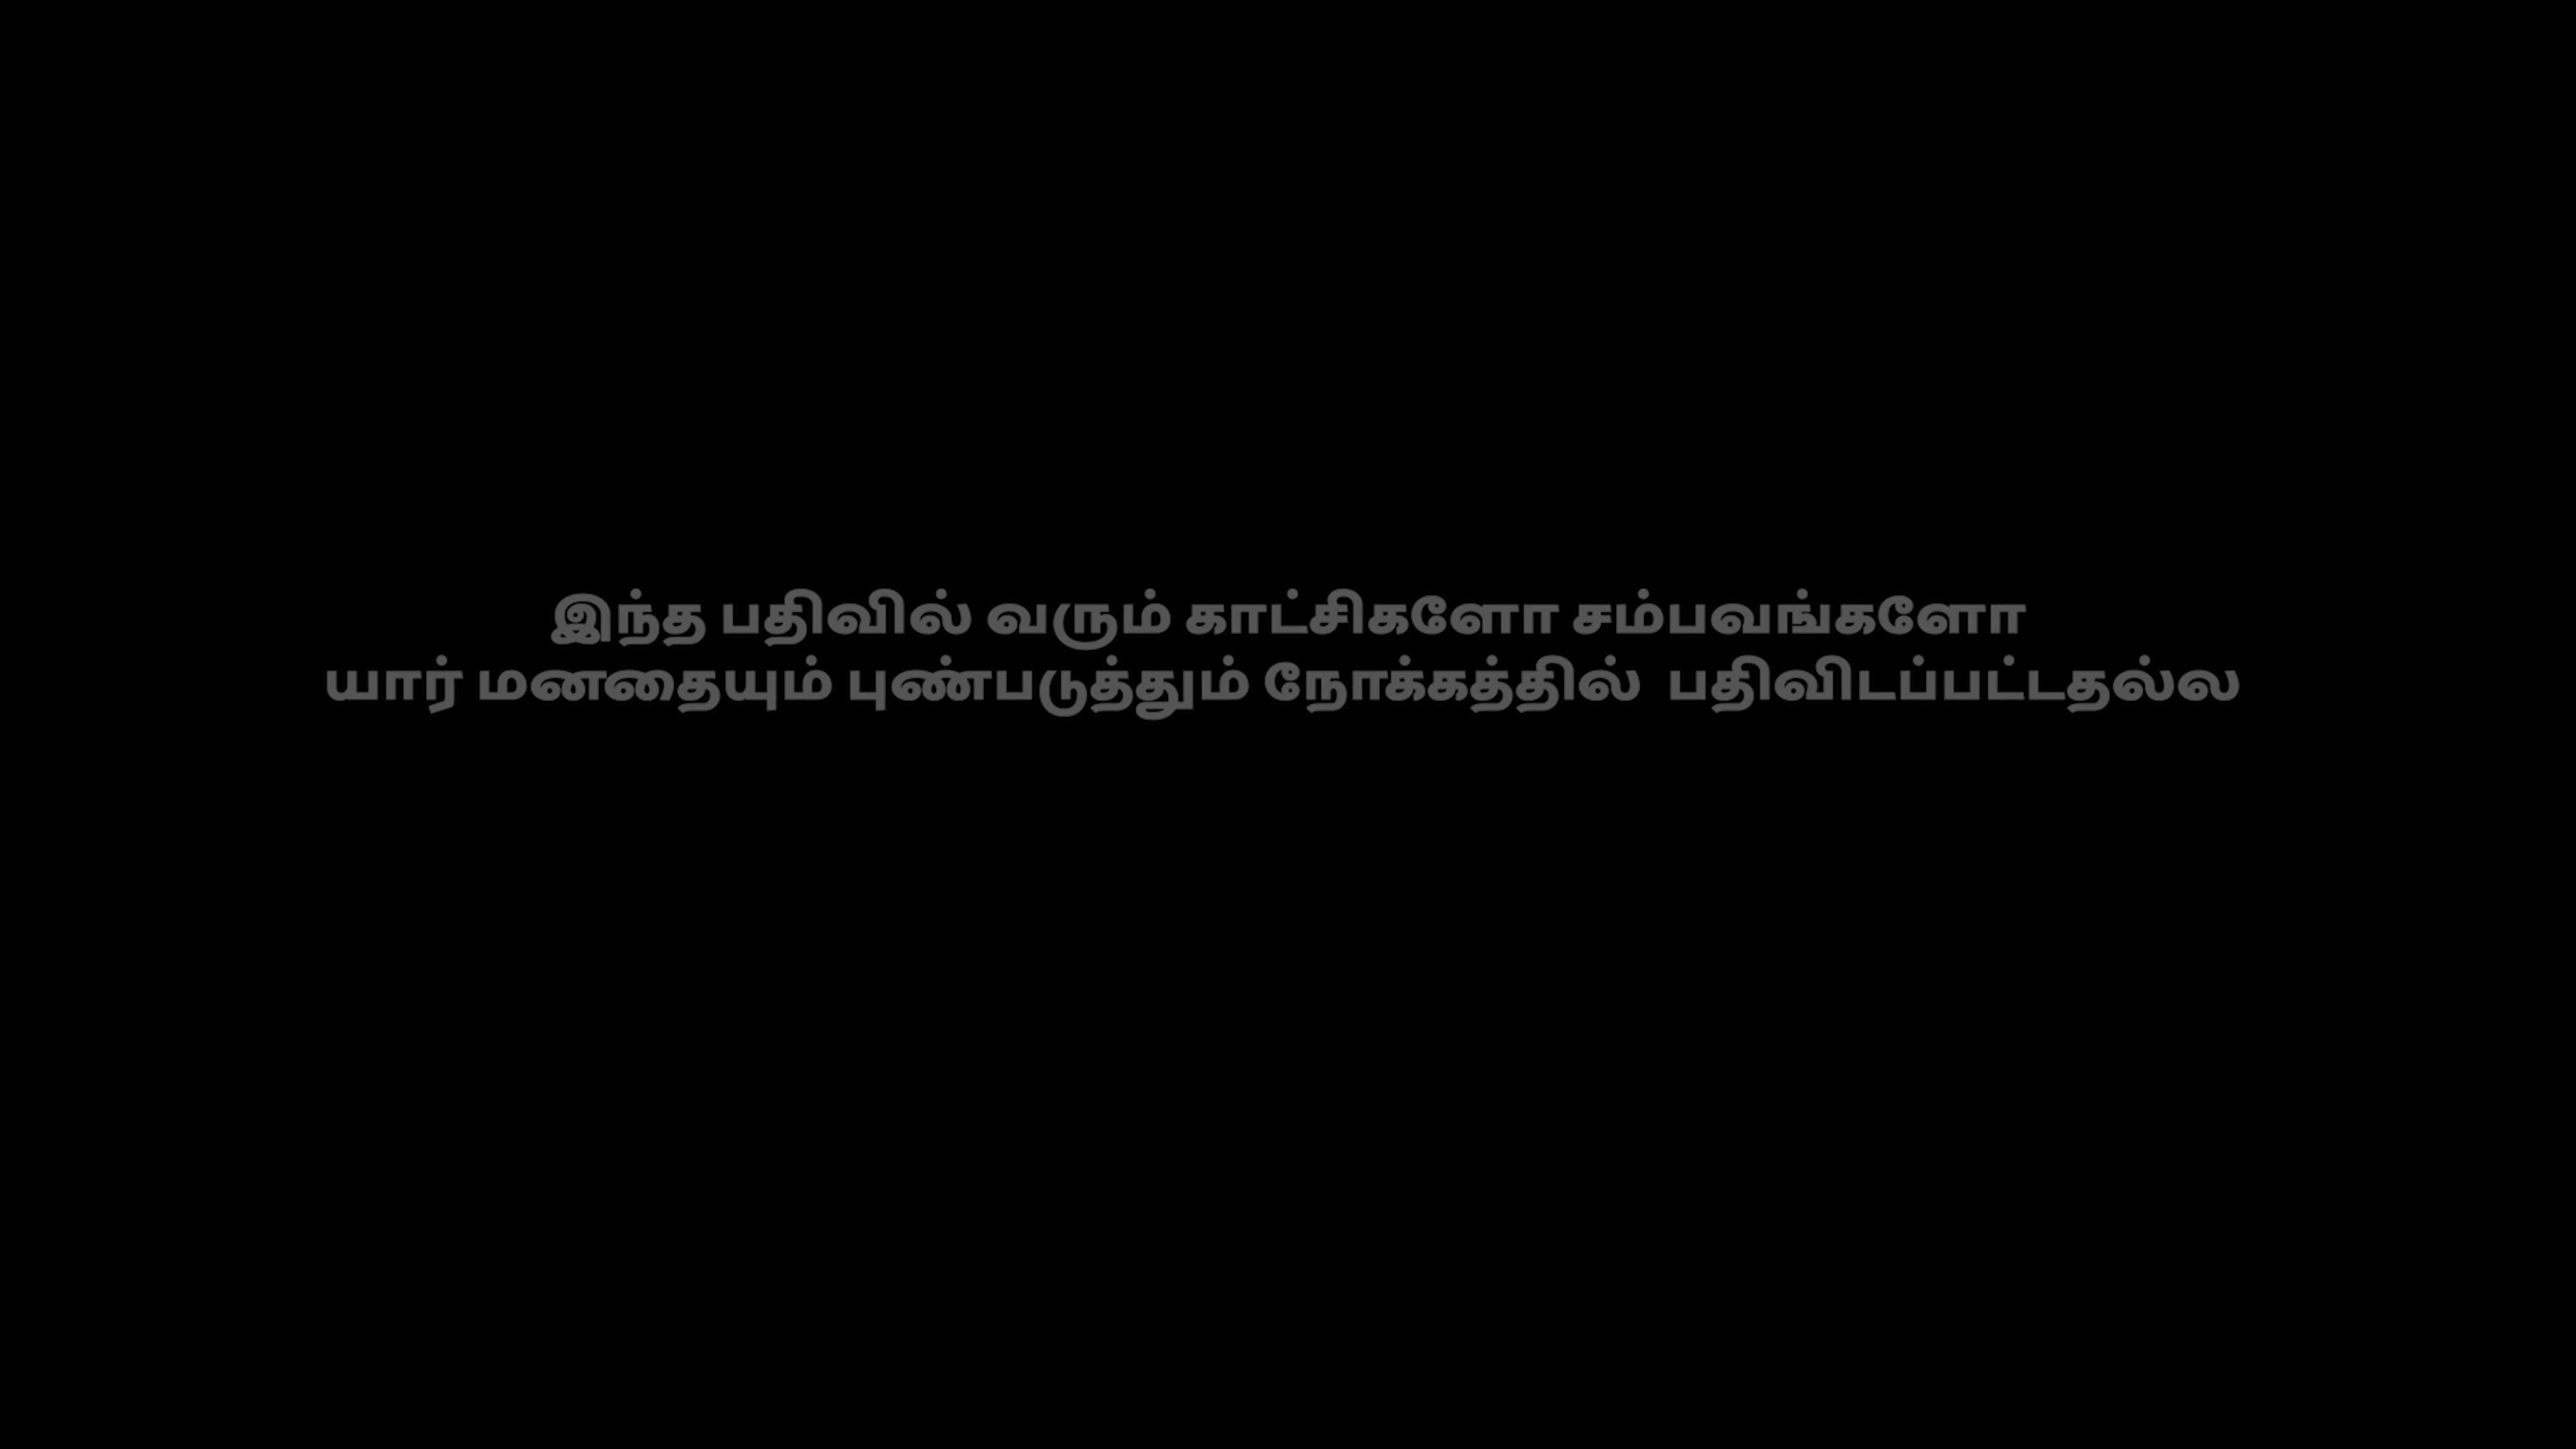 இந்த பதிவில் வரும் காட்சிகளோ சம்பவங்களோ
யார் மனதையும் புண்படுத்தும் நோக்கத்தில்  பதிவிடப்பட்டதல்ல